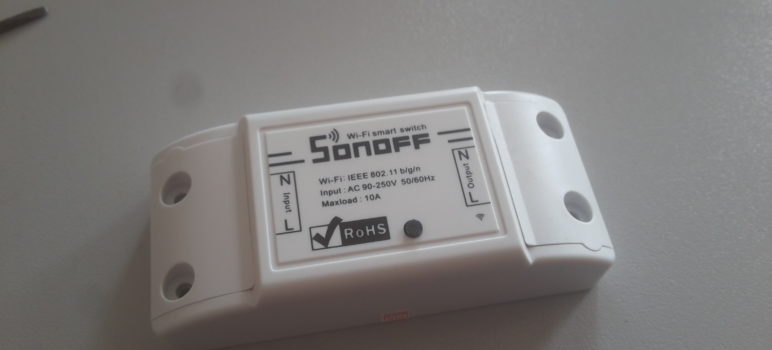 Wi-Fi smart switch
SONOFF
Wi-Fi: IEEE 802.11 b/g/n
Input : AC 90-250V 50/60Hz
Maxload : 10A
RoHS
N
Input
L
N
Output
L